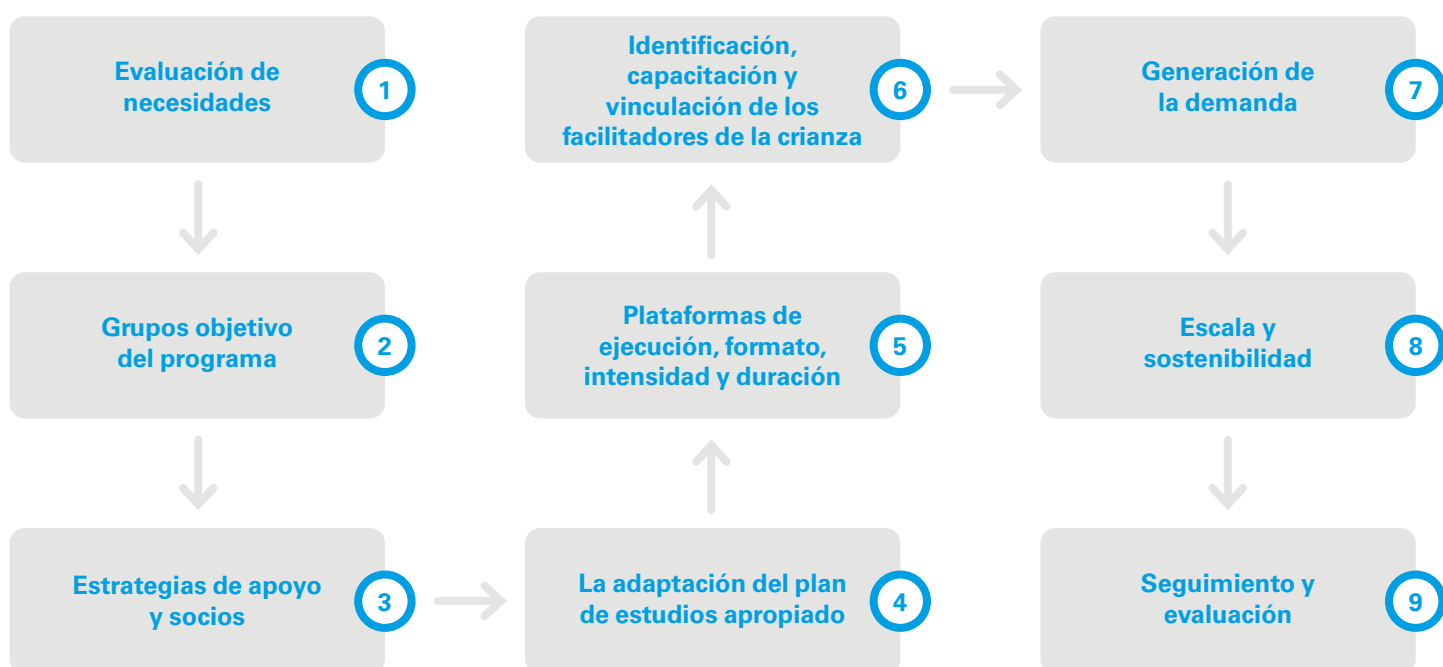 Evaluación de
necesidades
1
Grupos objetivo
del programa
2
Estrategias de apoyo
y socios
3
La adaptación del plan
de estudios apropiado
4
Plataformas de
ejecución, formato,
intensidad y duración
5
Identificación,
capacitación y
vinculación de los
facilitadores de la crianza
6
Generación de
la demanda
7
Escala y
sostenibilidad
8
Seguimiento y
evaluación
9